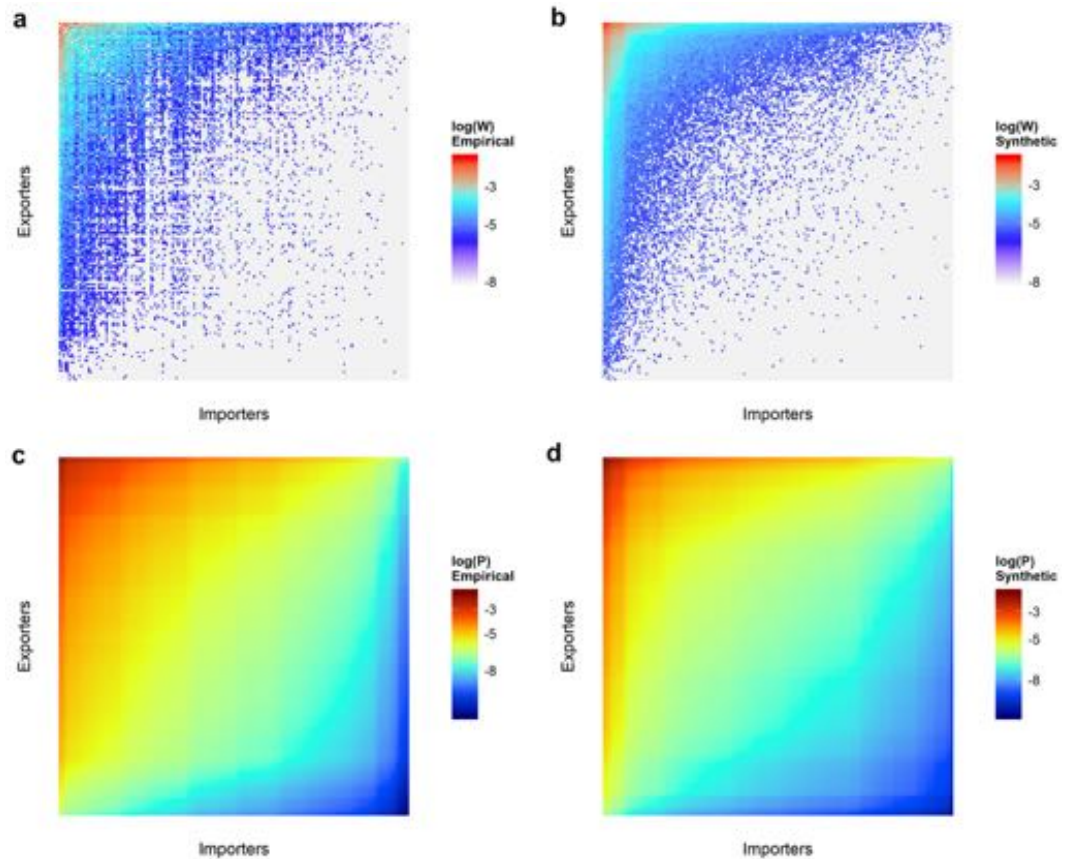 a
b
log(W)
Empirical
-3
-5
-8
Exporters
Importers
log(W)
Synthetic
-3
-5
-8
Exporters
Importers
c
d
log(P)
Empirical
-3
-5
-8
Exporters
Importers
log(P)
Synthetic
-3
-5
-8
Exporters
Importers